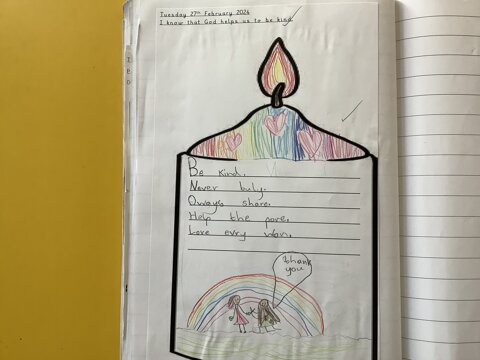 Tuesday 27th February 2024
I know that God helps us to be kind.
Be kind.
Never buly.
Oways share.
Help the pore.
Love evry won.
thank
you